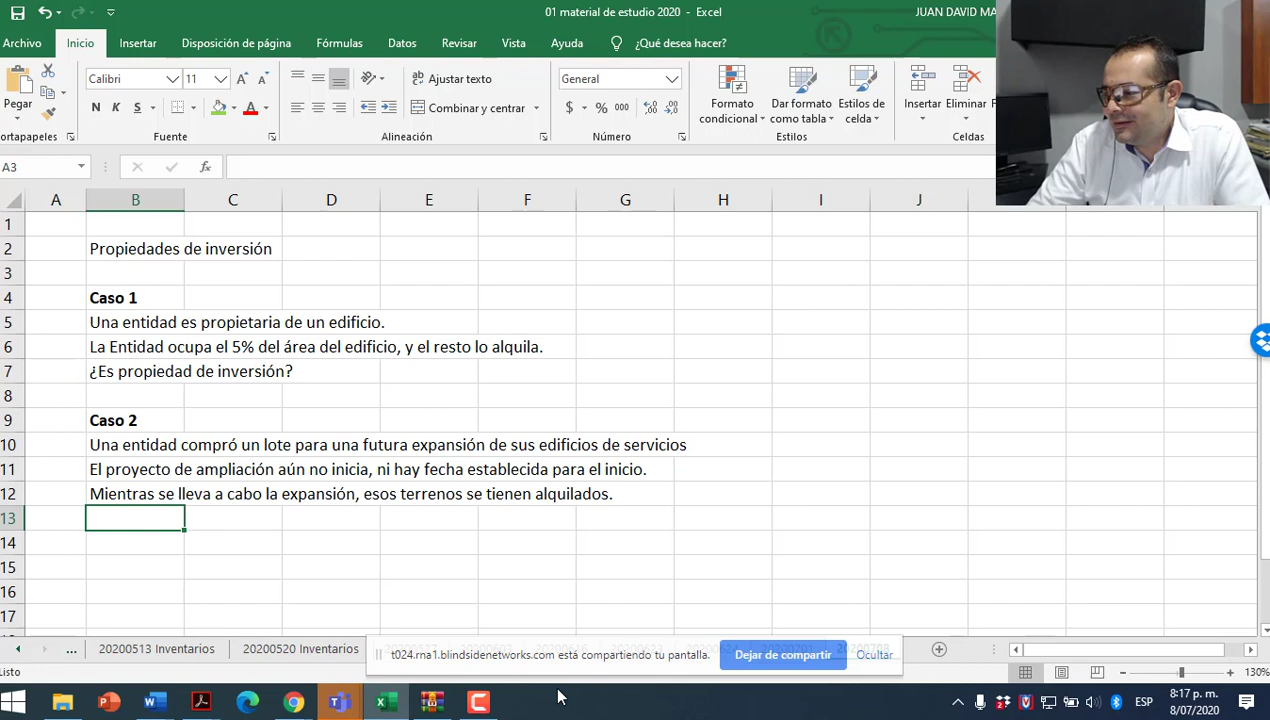 01 material de estudio 2020 - Excel
JUAN DAVID MA
Archivo Inicio Insertar Disposición de página Fórmulas Datos Revisar Vista Ayuda ¿Qué desea hacer?
Calibri 11 Ajustar texto General
Pegar N K S Combinar y centrar $ % 000 Formato condicional Dar formato como tabla Estilos de celda Insertar Eliminar
ortapapeles Fuente Alineación Número Estilos Celdas
A3 fx
A B C D E F G H I J
1
2 Propiedades de inversión
3
4 Caso 1
5 Una entidad es propietaria de un edificio.
6 La Entidad ocupa el 5% del área del edificio, y el resto lo alquila.
7 ¿Es propiedad de inversión?
8
9 Caso 2
10 Una entidad compró un lote para una futura expansión de sus edificios de servicios
11 El proyecto de ampliación aún no inicia, ni hay fecha establecida para el inicio.
12 Mientras se lleva a cabo la expansión, esos terrenos se tienen alquilados.
13
14
15
16
17
... 20200513 Inventarios 20200520 Inventarios
t024.ma1.blindsidenetworks.com está compartiendo tu pantalla. Dejar de compartir Ocultar
Listo 130%
ESP 8:17 p. m.
8/07/2020